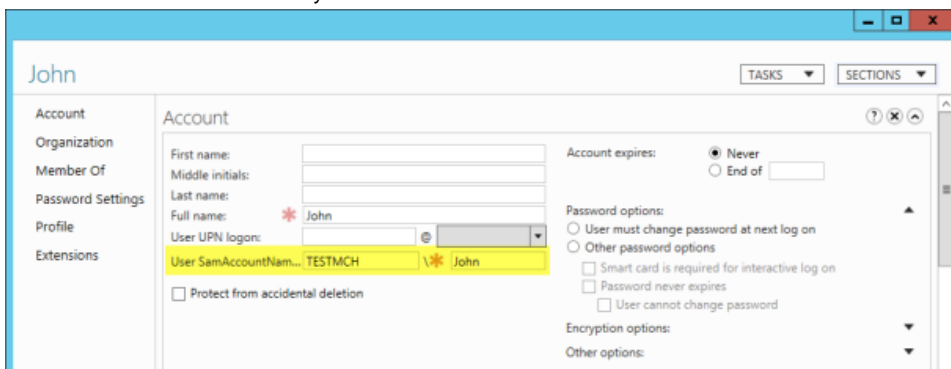 John
TASKS
SECTIONS
Account
Organization
Member Of
Password Settings
Profile
Extensions
Account
First name:
Middle initials:
Last name:
Full name: * John
User UPN logon: @
User SamAccountNam... TESTMCH \* John
Protect from accidental deletion
Account expires: Never
End of
Password options:
User must change password at next log on
Other password options
Smart card is required for interactive log on
Password never expires
User cannot change password
Encryption options:
Other options: